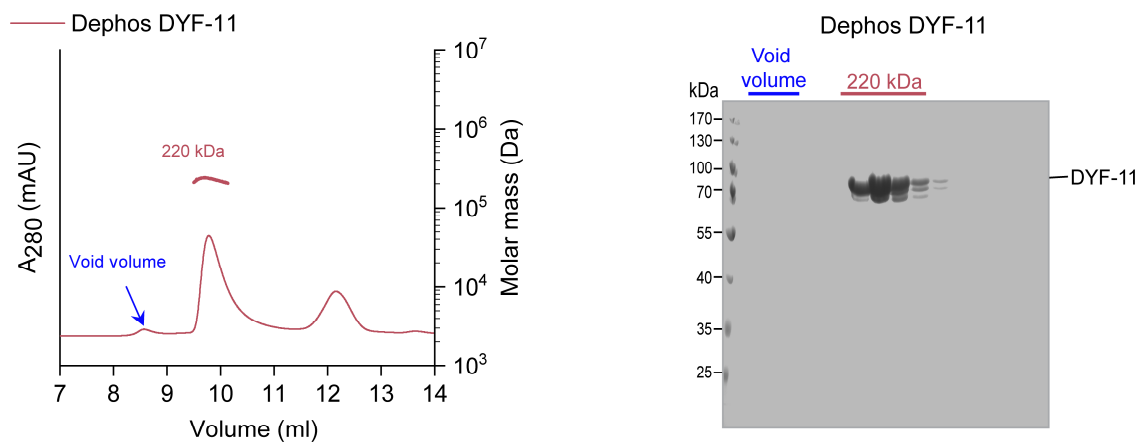 Dephos DYF-11
A280 (mAU)
220 kDa
Void volume
10^7
10^6
10^5
10^4
10^3
Molar mass (Da)
7 8 9 10 11 12 13 14
Volume (ml)
Dephos DYF-11
Void
volume
220 kDa
kDa
170
130
100
70
55
40
35
25
DYF-11